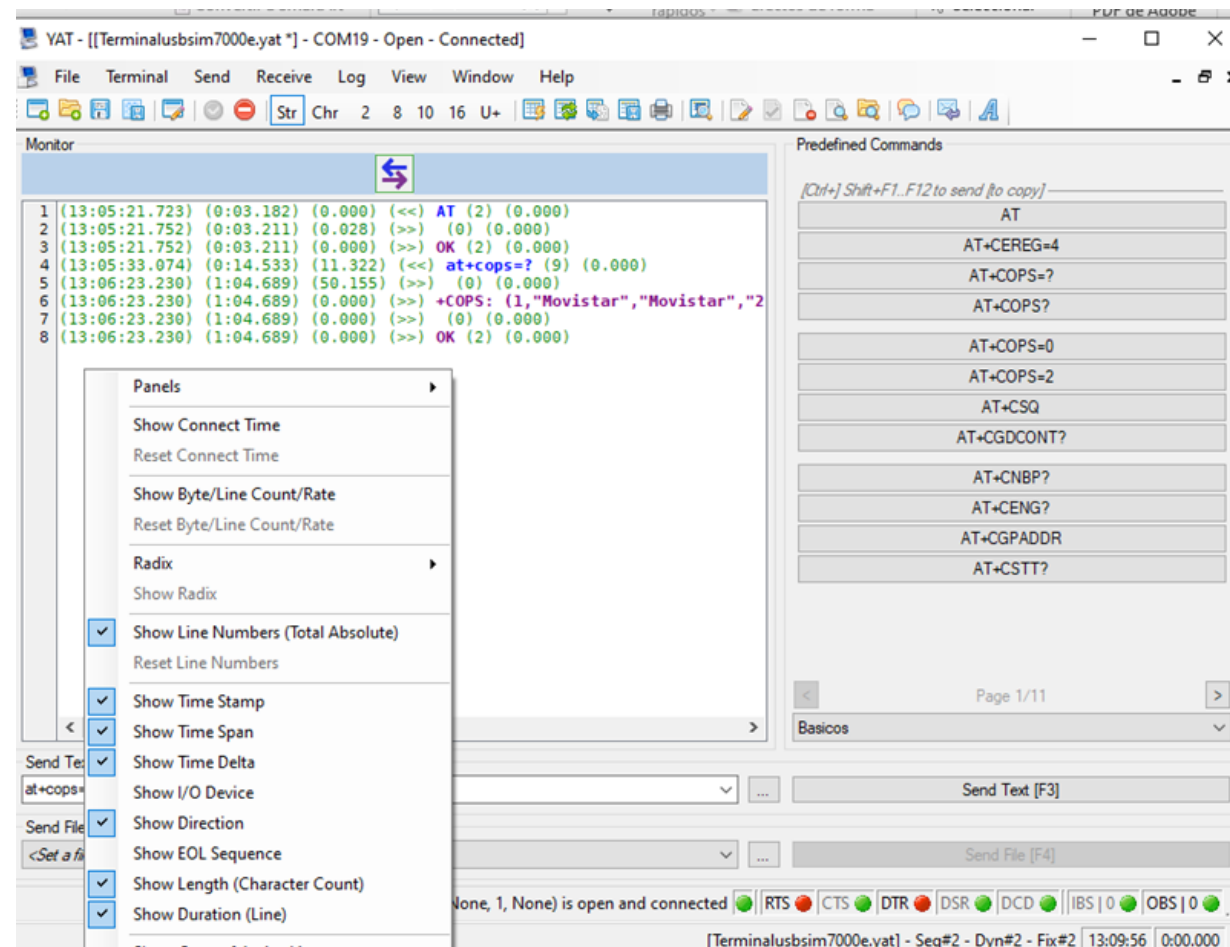 rápidos
Seleccionar
PDF de Adobe
YAT - [[Terminalusbsim7000e.yat *] - COM19 - Open - Connected]
File Terminal Send Receive Log View Window Help
Str Chr 2 8 10 16 U+
Monitor
1 (13:05:21.723) (0:03.182) (0.000) (<<) AT (2) (0.000)
2 (13:05:21.752) (0:03.211) (0.028) (>>) (0) (0.000)
3 (13:05:21.752) (0:03.211) (0.000) (>>) OK (2) (0.000)
4 (13:05:33.074) (0:14.533) (11.322) (<<) at+cops=? (9) (0.000)
5 (13:06:23.230) (1:04.689) (50.155) (>>) (0) (0.000)
6 (13:06:23.230) (1:04.689) (0.000) (>>) +COPS: (1,"Movistar","Movistar","2
7 (13:06:23.230) (1:04.689) (0.000) (>>) (0) (0.000)
8 (13:06:23.230) (1:04.689) (0.000) (>>) OK (2) (0.000)
Panels
Show Connect Time
Reset Connect Time
Show Byte/Line Count/Rate
Reset Byte/Line Count/Rate
Radix
Show Radix
Show Line Numbers (Total Absolute)
Reset Line Numbers
Show Time Stamp
Show Time Span
Show Time Delta
Show I/O Device
Show Direction
Show EOL Sequence
Show Length (Character Count)
Show Duration (Line)
Predefined Commands
[Ctrl+] Shift+F1..F12 to send [to copy]
AT
AT+CEREG=4
AT+COPS=?
AT+COPS?
AT+COPS=0
AT+COPS=2
AT+CSQ
AT+CGDCONT?
AT+CNBP?
AT+CENG?
AT+CGPADDR
AT+CSTT?
< Page 1/11 >
Basicos
Send Te
at+cops=
... Send Text [F3]
Send File
<Set a fi
... Send File [F4]
None, 1, None) is open and connected RTS CTS DTR DSR DCD IBS | 0 OBS | 0
[Terminalusbsim7000e.yat] - Seq#2 - Dyn#2 - Fix#2 13:09:56 0:00.000